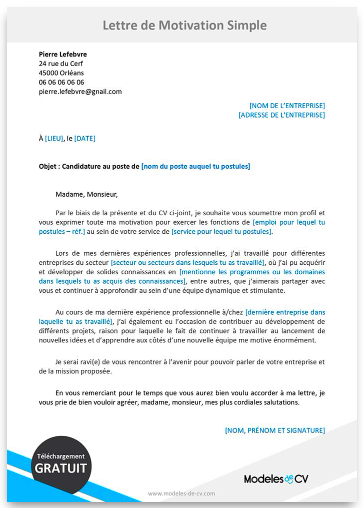 Lettre de Motivation Simple
Pierre Lefebvre
24 rue du Cerf
45000 Orléans
06 06 06 06 06
pierre.lefebvre@gnail.com
[NOM DE L'ENTREPRISE]
[ADRESSE DE L'ENTREPRISE]
À [LIEU], le [DATE]
Objet : Candidature au poste de [nom du poste auquel tu postules]
Madame, Monsieur,
Par le biais de la présente et du CV ci-joint, je souhaite vous soumettre mon profil et
vous exprimer toute ma motivation pour exercer les fonctions de [emploi pour lequel tu
postules – réf.] au sein de votre service de [service pour lequel tu postules].
Lors de mes dernières expériences professionnelles, j'ai travaillé pour différentes
entreprises du secteur [secteur ou secteurs dans lesquels tu as travaillé], où j'ai pu acquérir
et développer de solides connaissances en [mentionne les programmes ou les domaines
dans lesquels tu as acquis des connaissances], entre autres, que j'aimerais partager avec
vous et continuer à approfondir au sein d'une équipe dynamique et stimulante.
Au cours de ma dernière expérience professionnelle à/chez [dernière entreprise dans
laquelle tu as travaillé], j'ai également eu l'occasion de contribuer au développement de
différents projets, raison pour laquelle le fait de continuer à travailler au lancement de
nouvelles idées et d'apprendre aux côtés d'une nouvelle équipe me motive énormément.
Je serai ravi(e) de vous rencontrer à l'avenir pour pouvoir parler de votre entreprise et
de la mission proposée.
En vous remerciant pour le temps que vous aurez bien voulu accorder à ma lettre, je
vous prie de bien vouloir agréer, madame, monsieur, mes plus cordiales salutations.
[NOM, PRÉNOM ET SIGNATURE]
Téléchargement
GRATUIT
Modeles de CV
www.modeles-de-cv.com